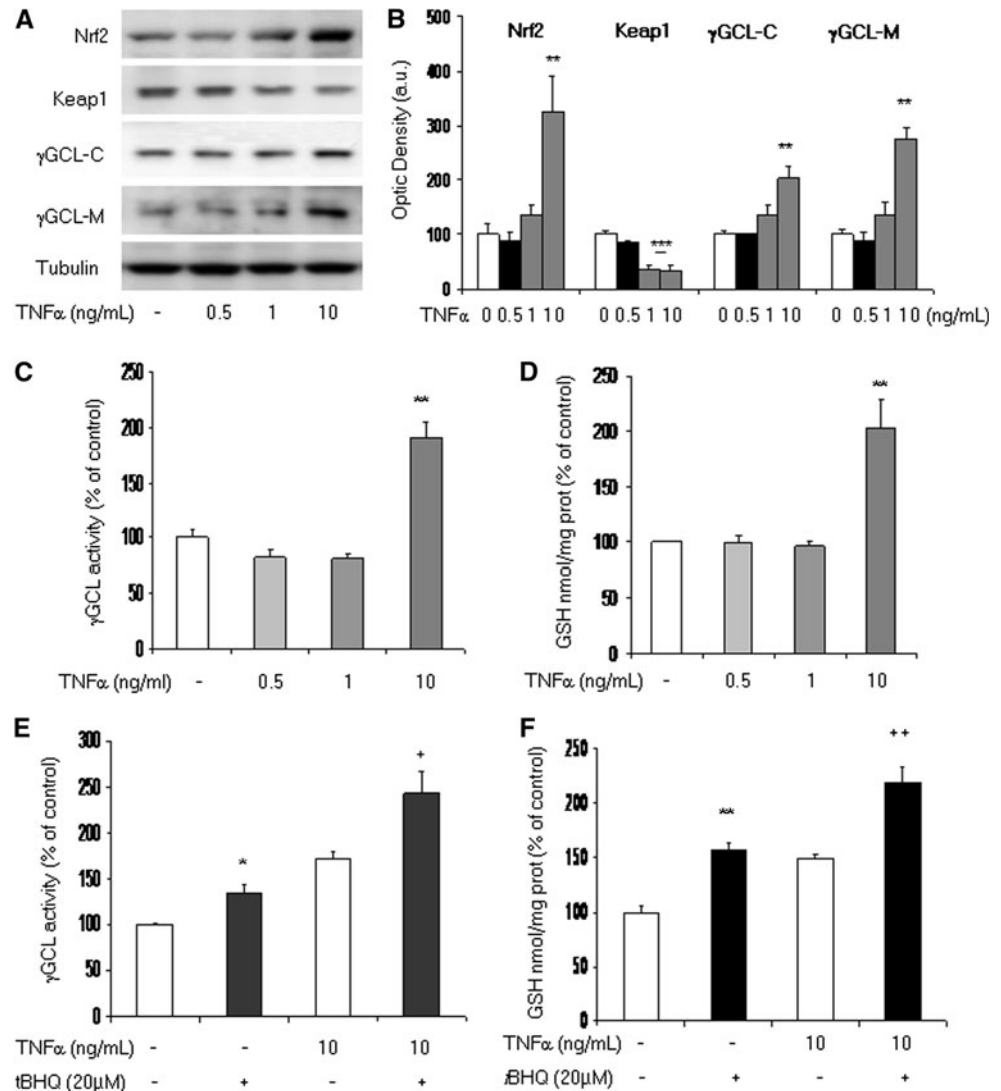 Nrf2
Keap1
γGCL-C
γGCL-M
Tubulin
A TNFα (ng/mL) - 0.5 1 10
B
Optic Density (a.u.)
500
400
300
200
100
0
Nrf2 Keap1 γGCL-C γGCL-M
**
***
**
**
TNFα 0 0.5 1 10 0 0.5 1 10 0 0.5 1 10 0 0.5 1 10 (ng/mL)
C
γGCL activity (% of control)
250
200
150
100
50
0
**
TNFα (ng/ml) - 0.5 1 10
D
GSH nmol/mg prot (% of control)
250
200
150
100
50
0
**
TNFα (ng/mL) - 0.5 1 10
E
γGCL activity (% of control)
300
250
200
150
100
50
0
*
+
TNFα (ng/mL) - - 10 10
tBHQ (20µM) - + - +
F
GSH nmol/mg prot (% of control)
250
200
150
100
50
0
**
++
TNFα (ng/mL) - - 10 10
tBHQ (20µM) - + - +